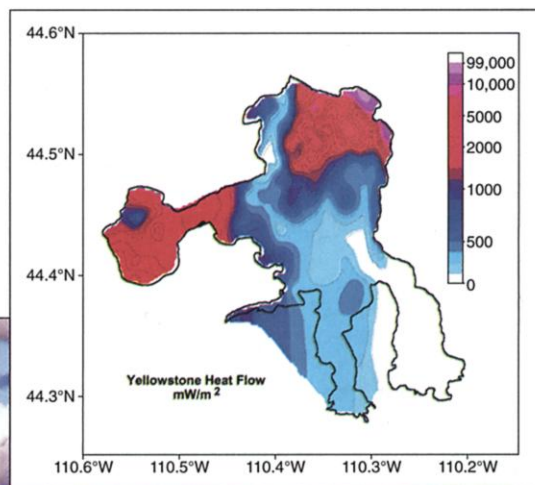 44.6°N
44.5°N
44.4°N
44.3°N
99,000
10,000
5000
2000
1000
500
0
Yellowstone Heat Flow
mW/m 2
110.6°W 110.5°W 110.4°W 110.3°W 110.2°W